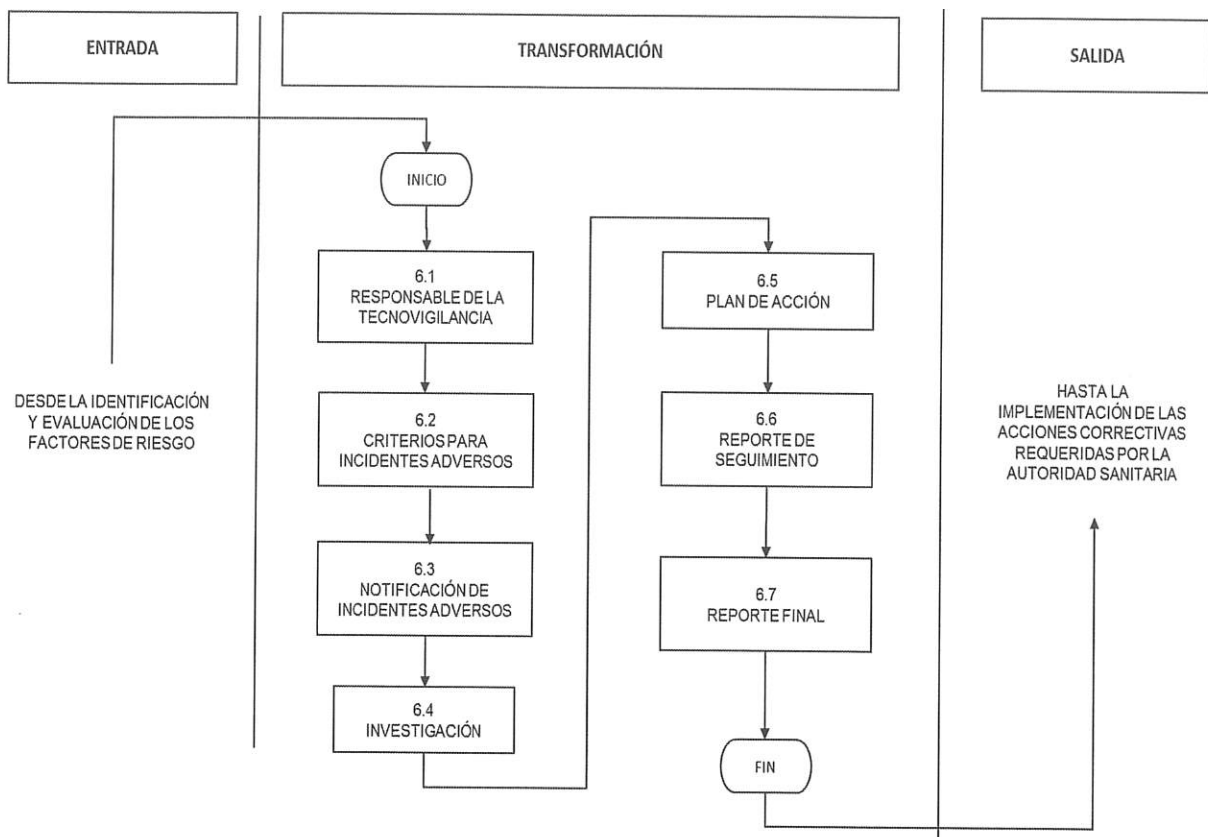 ENTRADA
TRANSFORMACIÓN
SALIDA
DESDE LA IDENTIFICACIÓN
Y EVALUACIÓN DE LOS
FACTORES DE RIESGO
INICIO
6.1
RESPONSABLE DE LA
TECNOVIGILANCIA
6.2
CRITERIOS PARA
INCIDENTES ADVERSOS
6.3
NOTIFICACIÓN DE
INCIDENTES ADVERSOS
6.4
INVESTIGACIÓN
6.5
PLAN DE ACCIÓN
6.6
REPORTE DE
SEGUIMIENTO
6.7
REPORTE FINAL
FIN
HASTA LA
IMPLEMENTACIÓN DE LAS
ACCIONES CORRECTIVAS
REQUERIDAS POR LA
AUTORIDAD SANITARIA